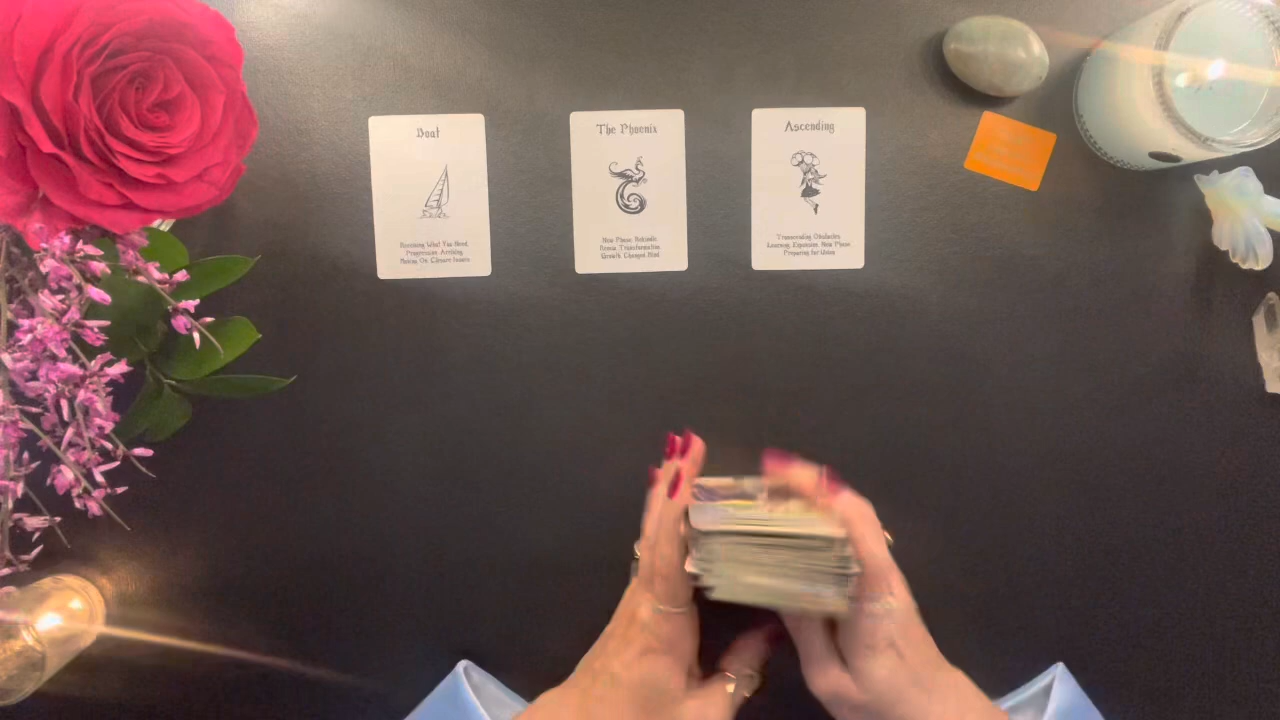 Boat
Receiving What You Need
Progression, Arriving,
Moving On, Closure Issues
The Phoenix
New Phase, Rebirth,
Renew, Transformation,
Growth, Changed Mind
Ascending
Transcending Obstacles,
Learning, Expansion, New Phase,
Preparing for Union